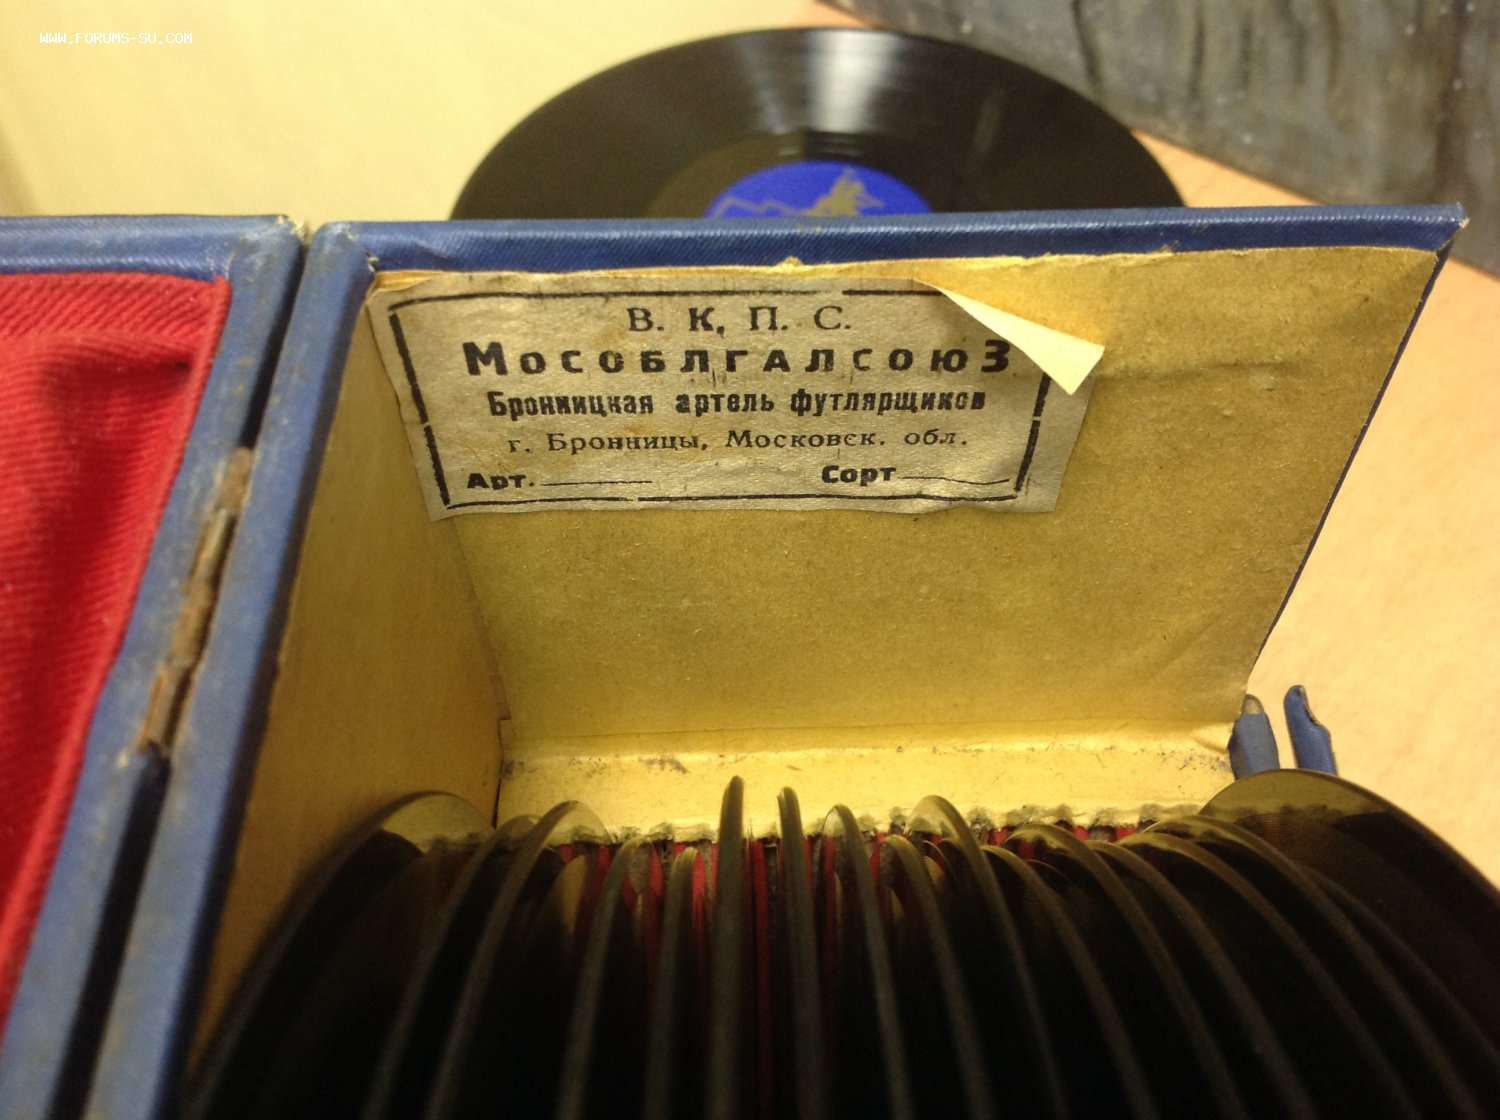 WWW.FORUMS-SU.COM
В. К. П. С.
Мособлгалсоюз
Бронницкая артель футлярщиков
г. Бронницы, Московск. обл.
Арт. Сорт